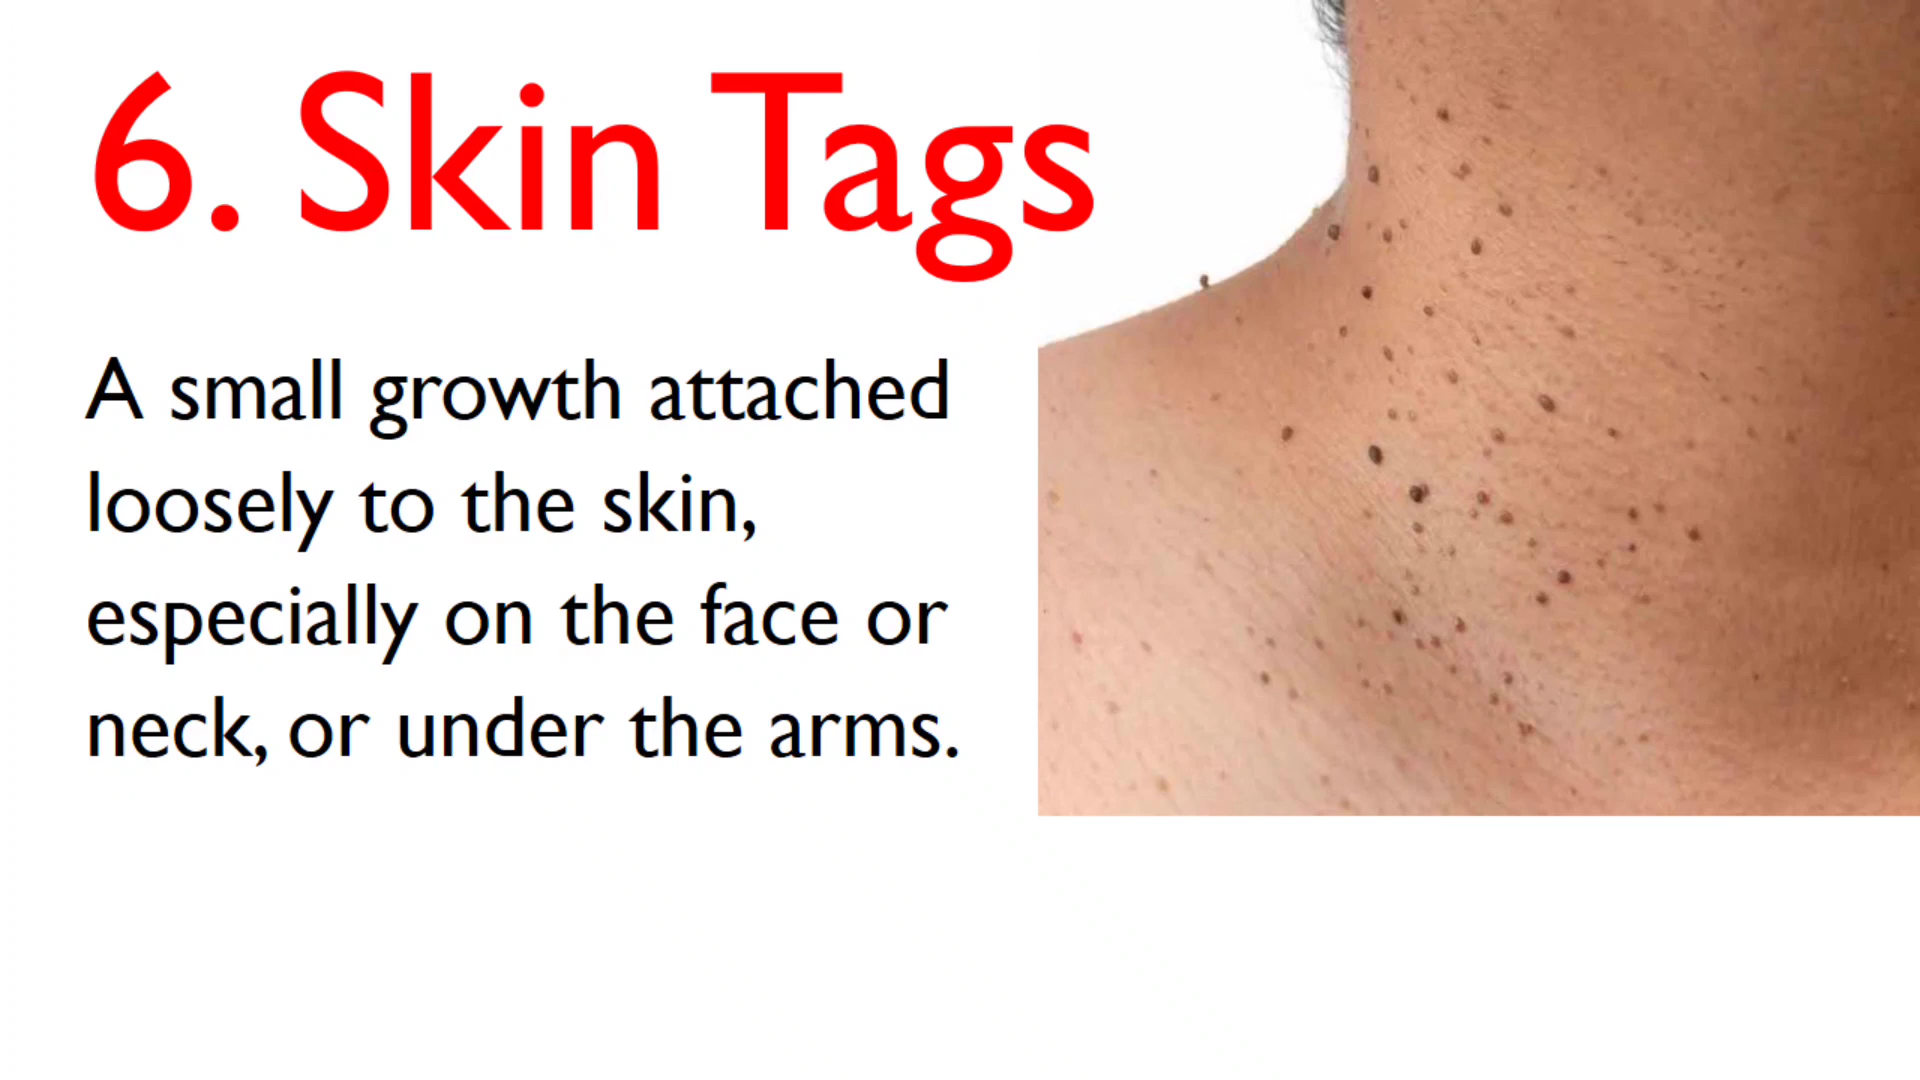 6. Skin Tags
A small growth attached
loosely to the skin,
especially on the face or
neck, or under the arms.